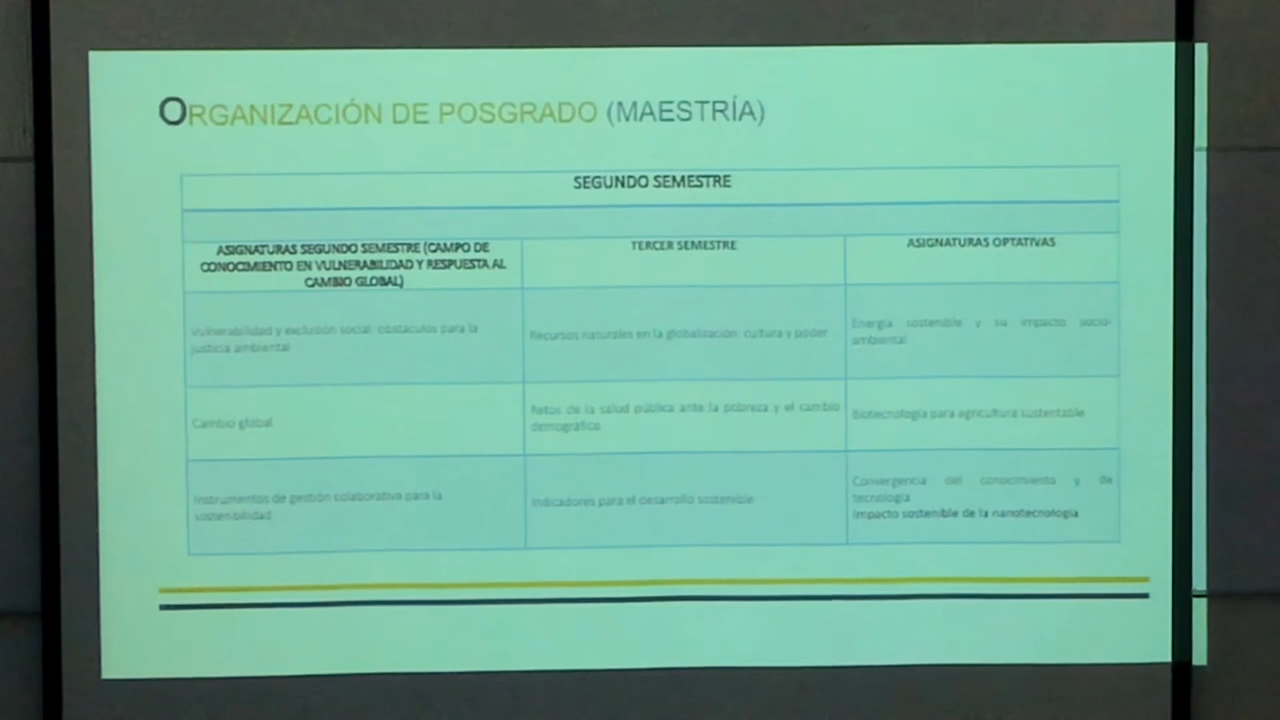 ORGANIZACIÓN DE POSGRADO (MAESTRÍA)
SEGUNDO SEMESTRE
ASIGNATURAS SEGUNDO SEMESTRE (CAMPO DE
CONOCIMIENTO EN VULNERABILIDAD Y RESPUESTA AL
CAMBIO GLOBAL)
TERCER SEMESTRE
ASIGNATURAS OPTATIVAS
Vulnerabilidad y exclusión social: obstáculos para la
justicia ambiental
Recursos naturales en la globalización: cultura y poder
Energía sostenible y su impacto socio-
ambiental
Cambio global
Retos de la salud pública ante la pobreza y el cambio
demográfico
Biotecnología para agricultura sustentable
Instrumentos de gestión colaborativa para la
sostenibilidad
Indicadores para el desarrollo sostenible
Convergencia del conocimiento y de
tecnología
Impacto sostenible de la nanotecnología